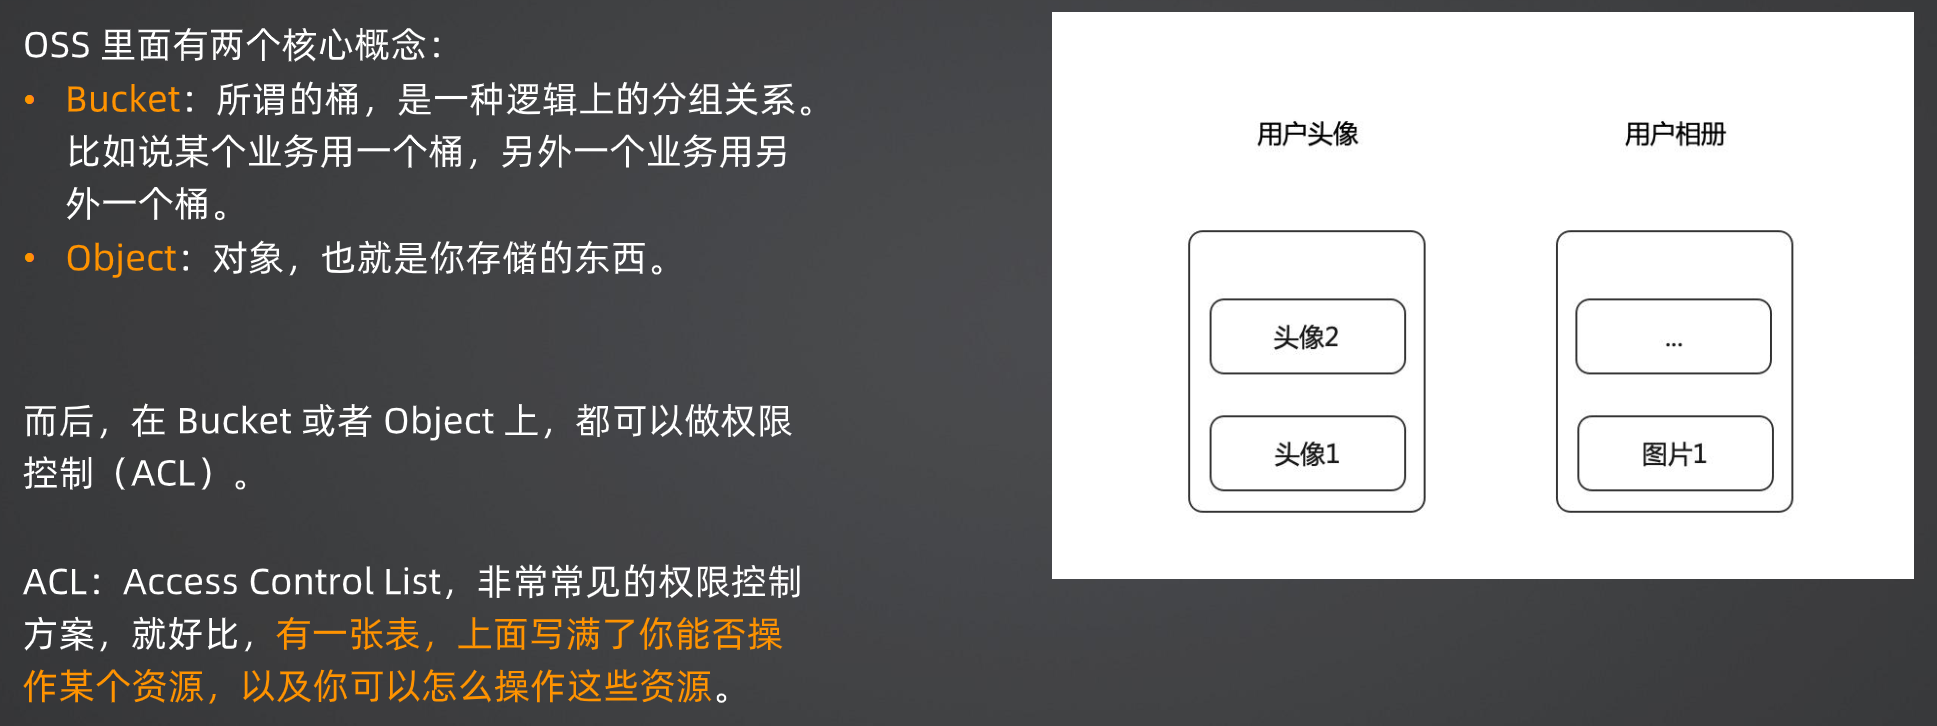 OSS 里面有两个核心概念：
• Bucket：所谓的桶，是一种逻辑上的分组关系。
比如说某个业务用一个桶，另外一个业务用另
外一个桶。
• Object：对象，也就是你存储的东西。
而后，在 Bucket 或者 Object 上，都可以做权限
控制（ACL）。
ACL：Access Control List，非常常见的权限控制
方案，就好比，有一张表，上面写满了你能否操
作某个资源，以及你可以怎么操作这些资源。
用户头像
用户相册
头像2
...
头像1
图片1